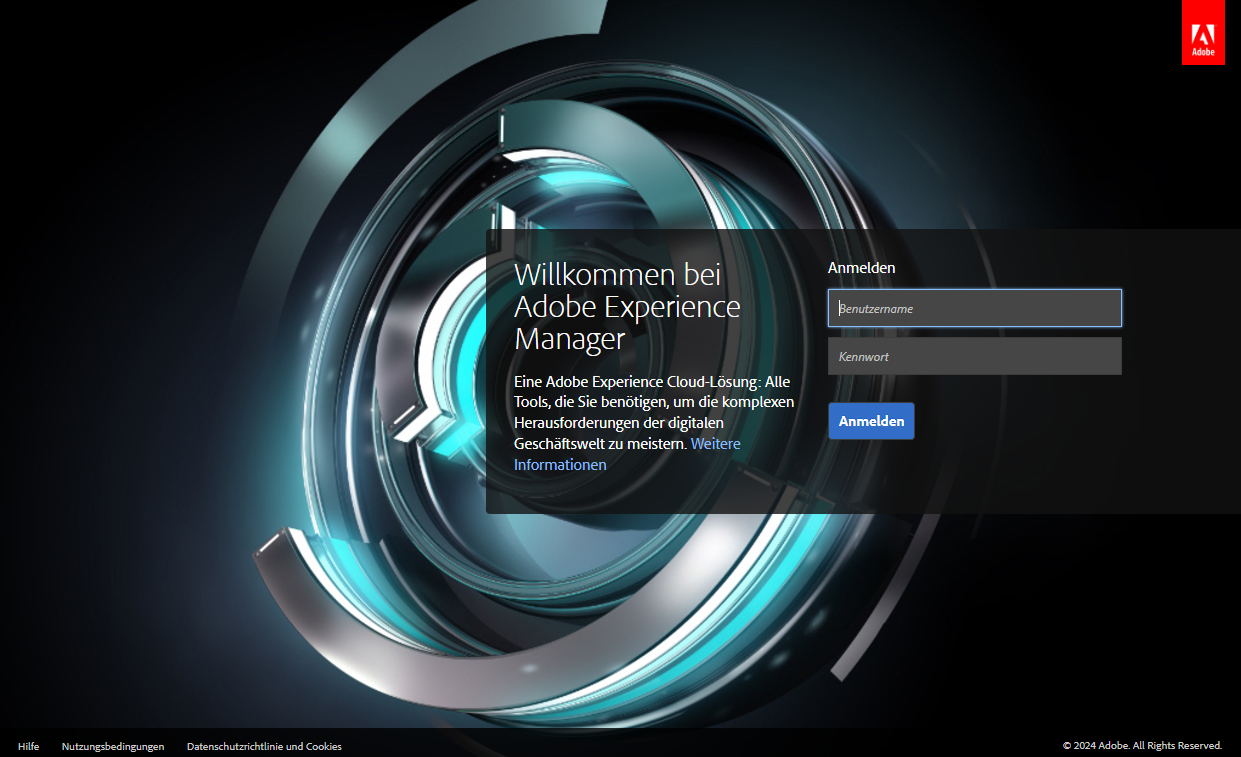 Adobe
Willkommen bei
Adobe Experience
Manager
Eine Adobe Experience Cloud-Lösung: Alle
Tools, die Sie benötigen, um die komplexen
Herausforderungen der digitalen
Geschäftswelt zu meistern. Weitere
Informationen
Anmelden
Benutzername
Kennwort
Anmelden
Hilfe
Nutzungsbedingungen
Datenschutzrichtlinie und Cookies
© 2024 Adobe. All Rights Reserved.